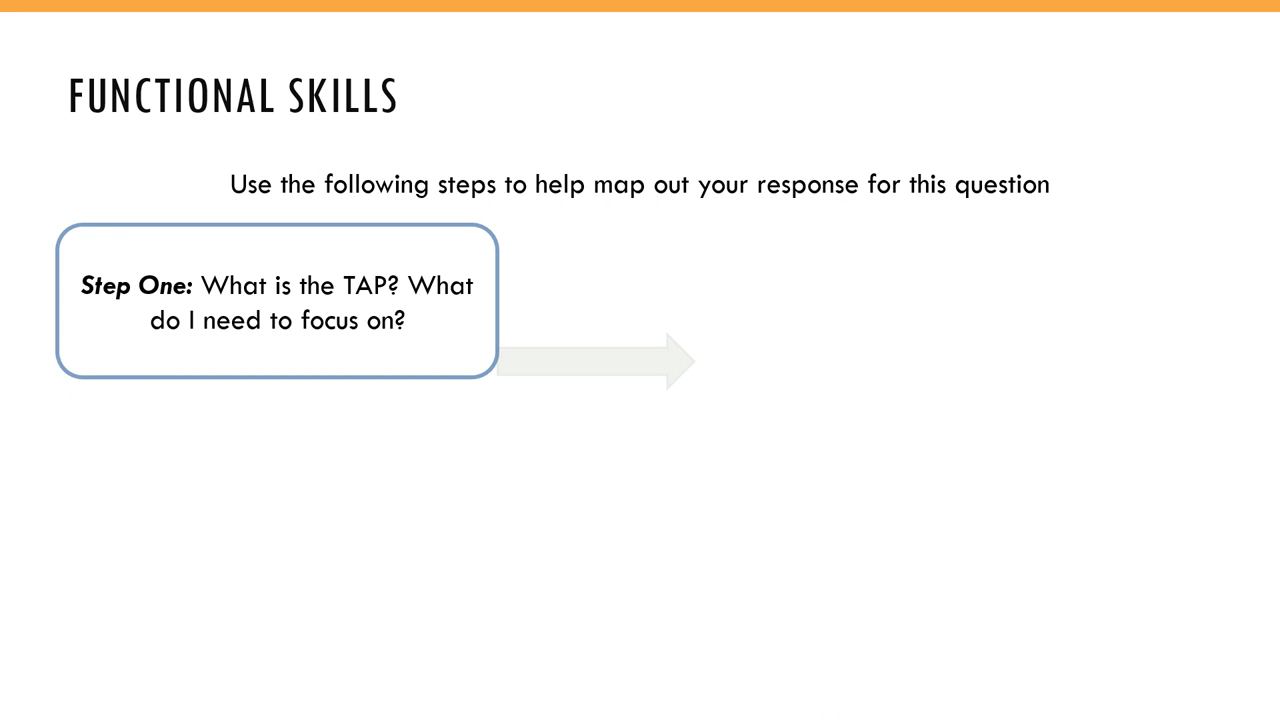 FUNCTIONAL SKILLS
Use the following steps to help map out your response for this question
Step One: What is the TAP? What
do I need to focus on?